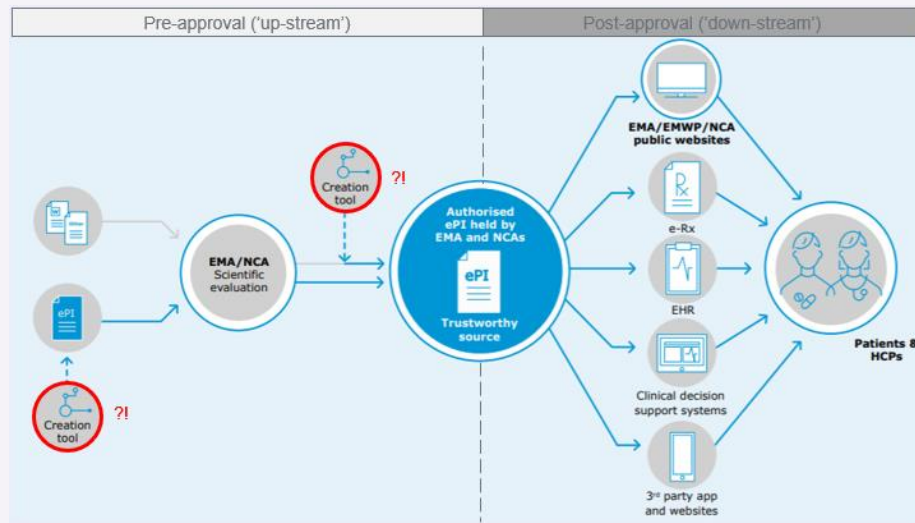 Pre-approval ('up-stream')
Post-approval ('down-stream')
EMA/EMWP/NCA
public websites
Creation
tool
?!
Authorised
ePI held by
EMA and NCAs
ePI
Trustworthy
source
Rx
e-Rx
EMA/NCA
Scientific
evaluation
EHR
ePI
Patients &
HCPs
Creation
tool
?!
Clinical decision
support systems
3rd party app
and websites